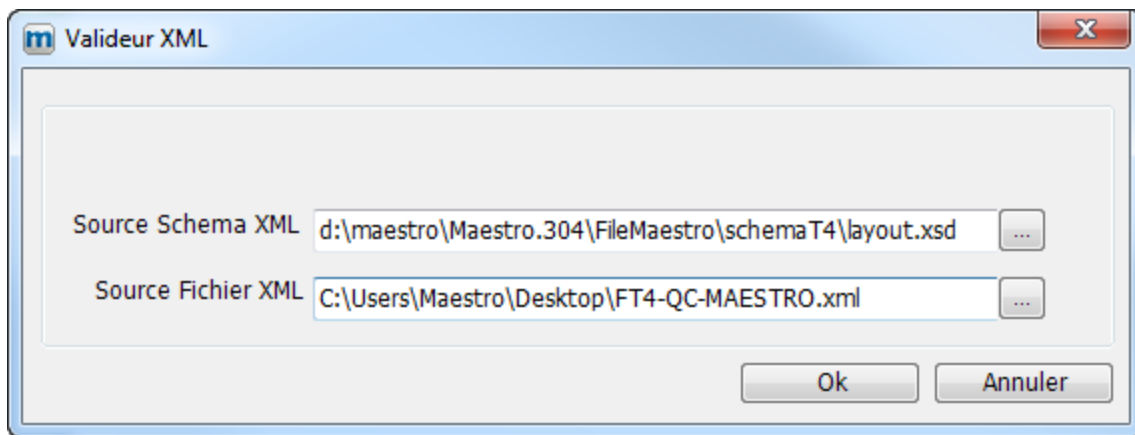 m Valideur XML
Source Schema XML d:\maestro\Maestro.304\FileMaestro\schemaT4\layout.xsd ...
Source Fichier XML C:\Users\Maestro\Desktop\FT4-QC-MAESTRO.xml ...
Ok Annuler